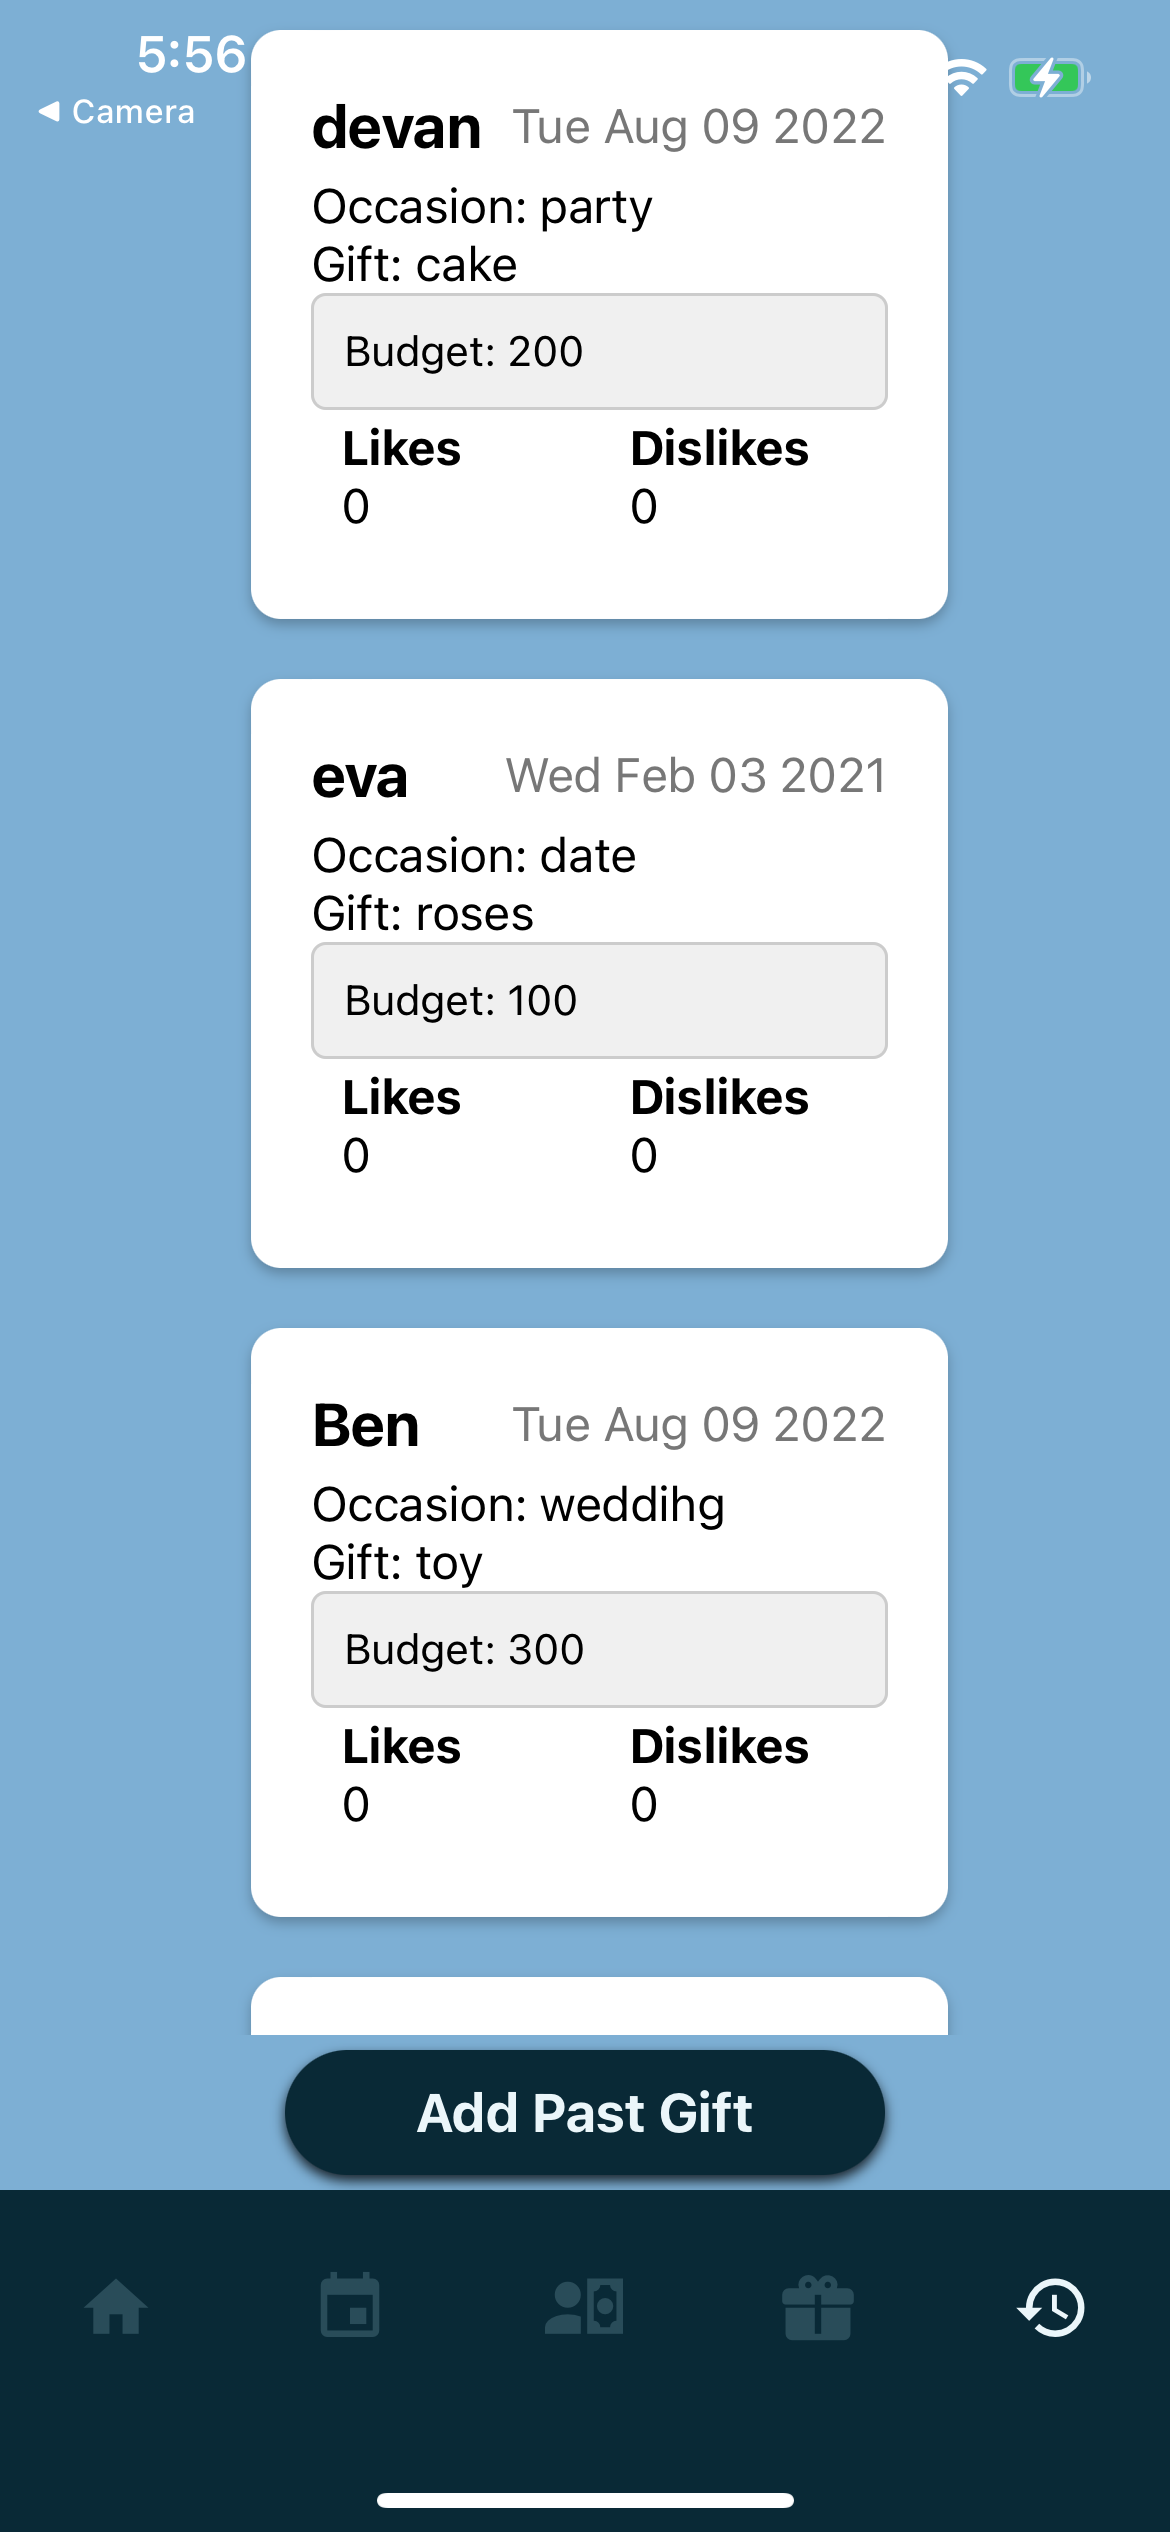 5:56
◀ Camera
devan Tue Aug 09 2022
Occasion: party
Gift: cake
Budget: 200
Likes Dislikes
0 0
eva Wed Feb 03 2021
Occasion: date
Gift: roses
Budget: 100
Likes Dislikes
0 0
Ben Tue Aug 09 2022
Occasion: weddihg
Gift: toy
Budget: 300
Likes Dislikes
0 0
Add Past Gift